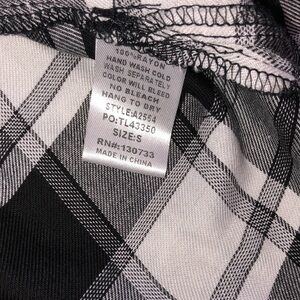 100% RAYON
HAND WASH COLD
WASH SEPARATELY
COLOR WILL BLEED
NO BLEACH
HANG TO DRY
STYLE:A2564
PO:TL43350
SIZE:S
RN#:130733
MADE IN CHINA